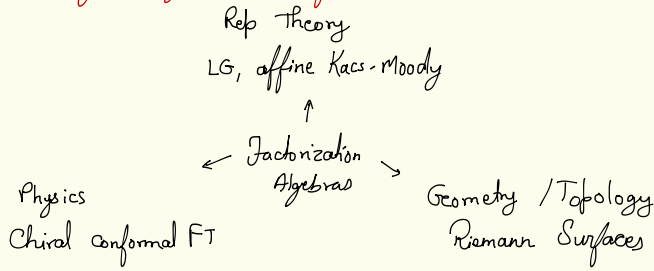 Rep Theory
LG, affine Kacs-Moody
↑
Factorization
Algebras
Physics
Chiral conformal FT
Geometry / Topology
Riemann Surfaces